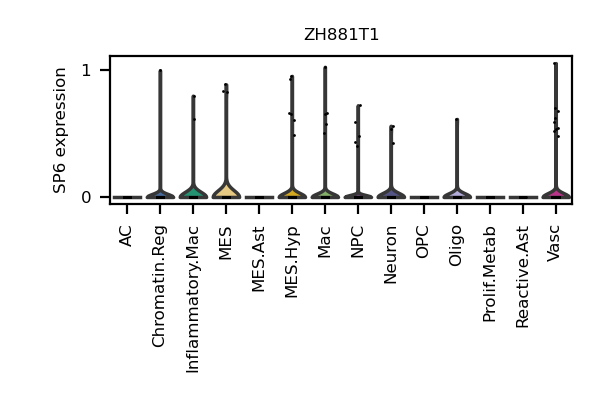 ZH881T1
SP6 expression
1
0
AC
Chromatin.Reg
Inflammatory.Mac
MES
MES.Ast
MES.Hyp
Mac
NPC
Neuron
OPC
Oligo
Prolif.Metab
Reactive.Ast
Vasc